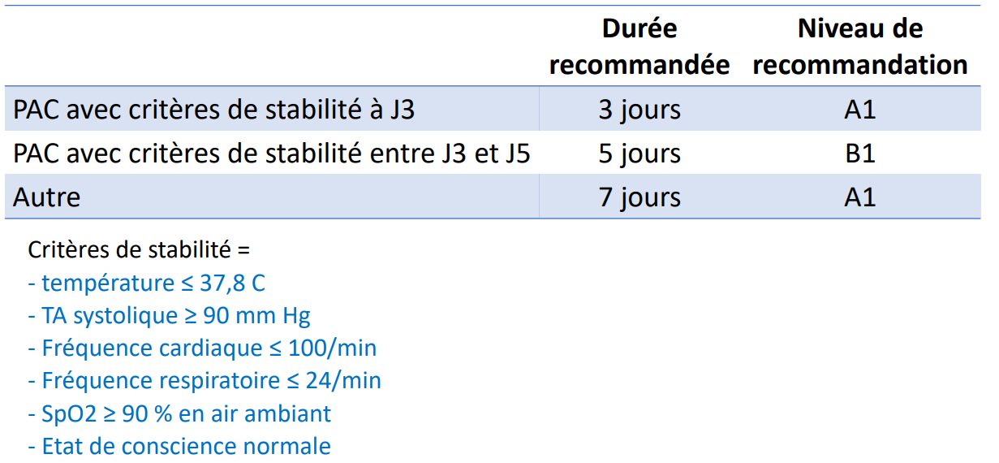 Durée recommandée Niveau de recommandation
PAC avec critères de stabilité à J3 3 jours A1
PAC avec critères de stabilité entre J3 et J5 5 jours B1
Autre 7 jours A1
Critères de stabilité =
- température ≤ 37,8 C
- TA systolique ≥ 90 mm Hg
- Fréquence cardiaque ≤ 100/min
- Fréquence respiratoire ≤ 24/min
- SpO2 ≥ 90 % en air ambiant
- Etat de conscience normale